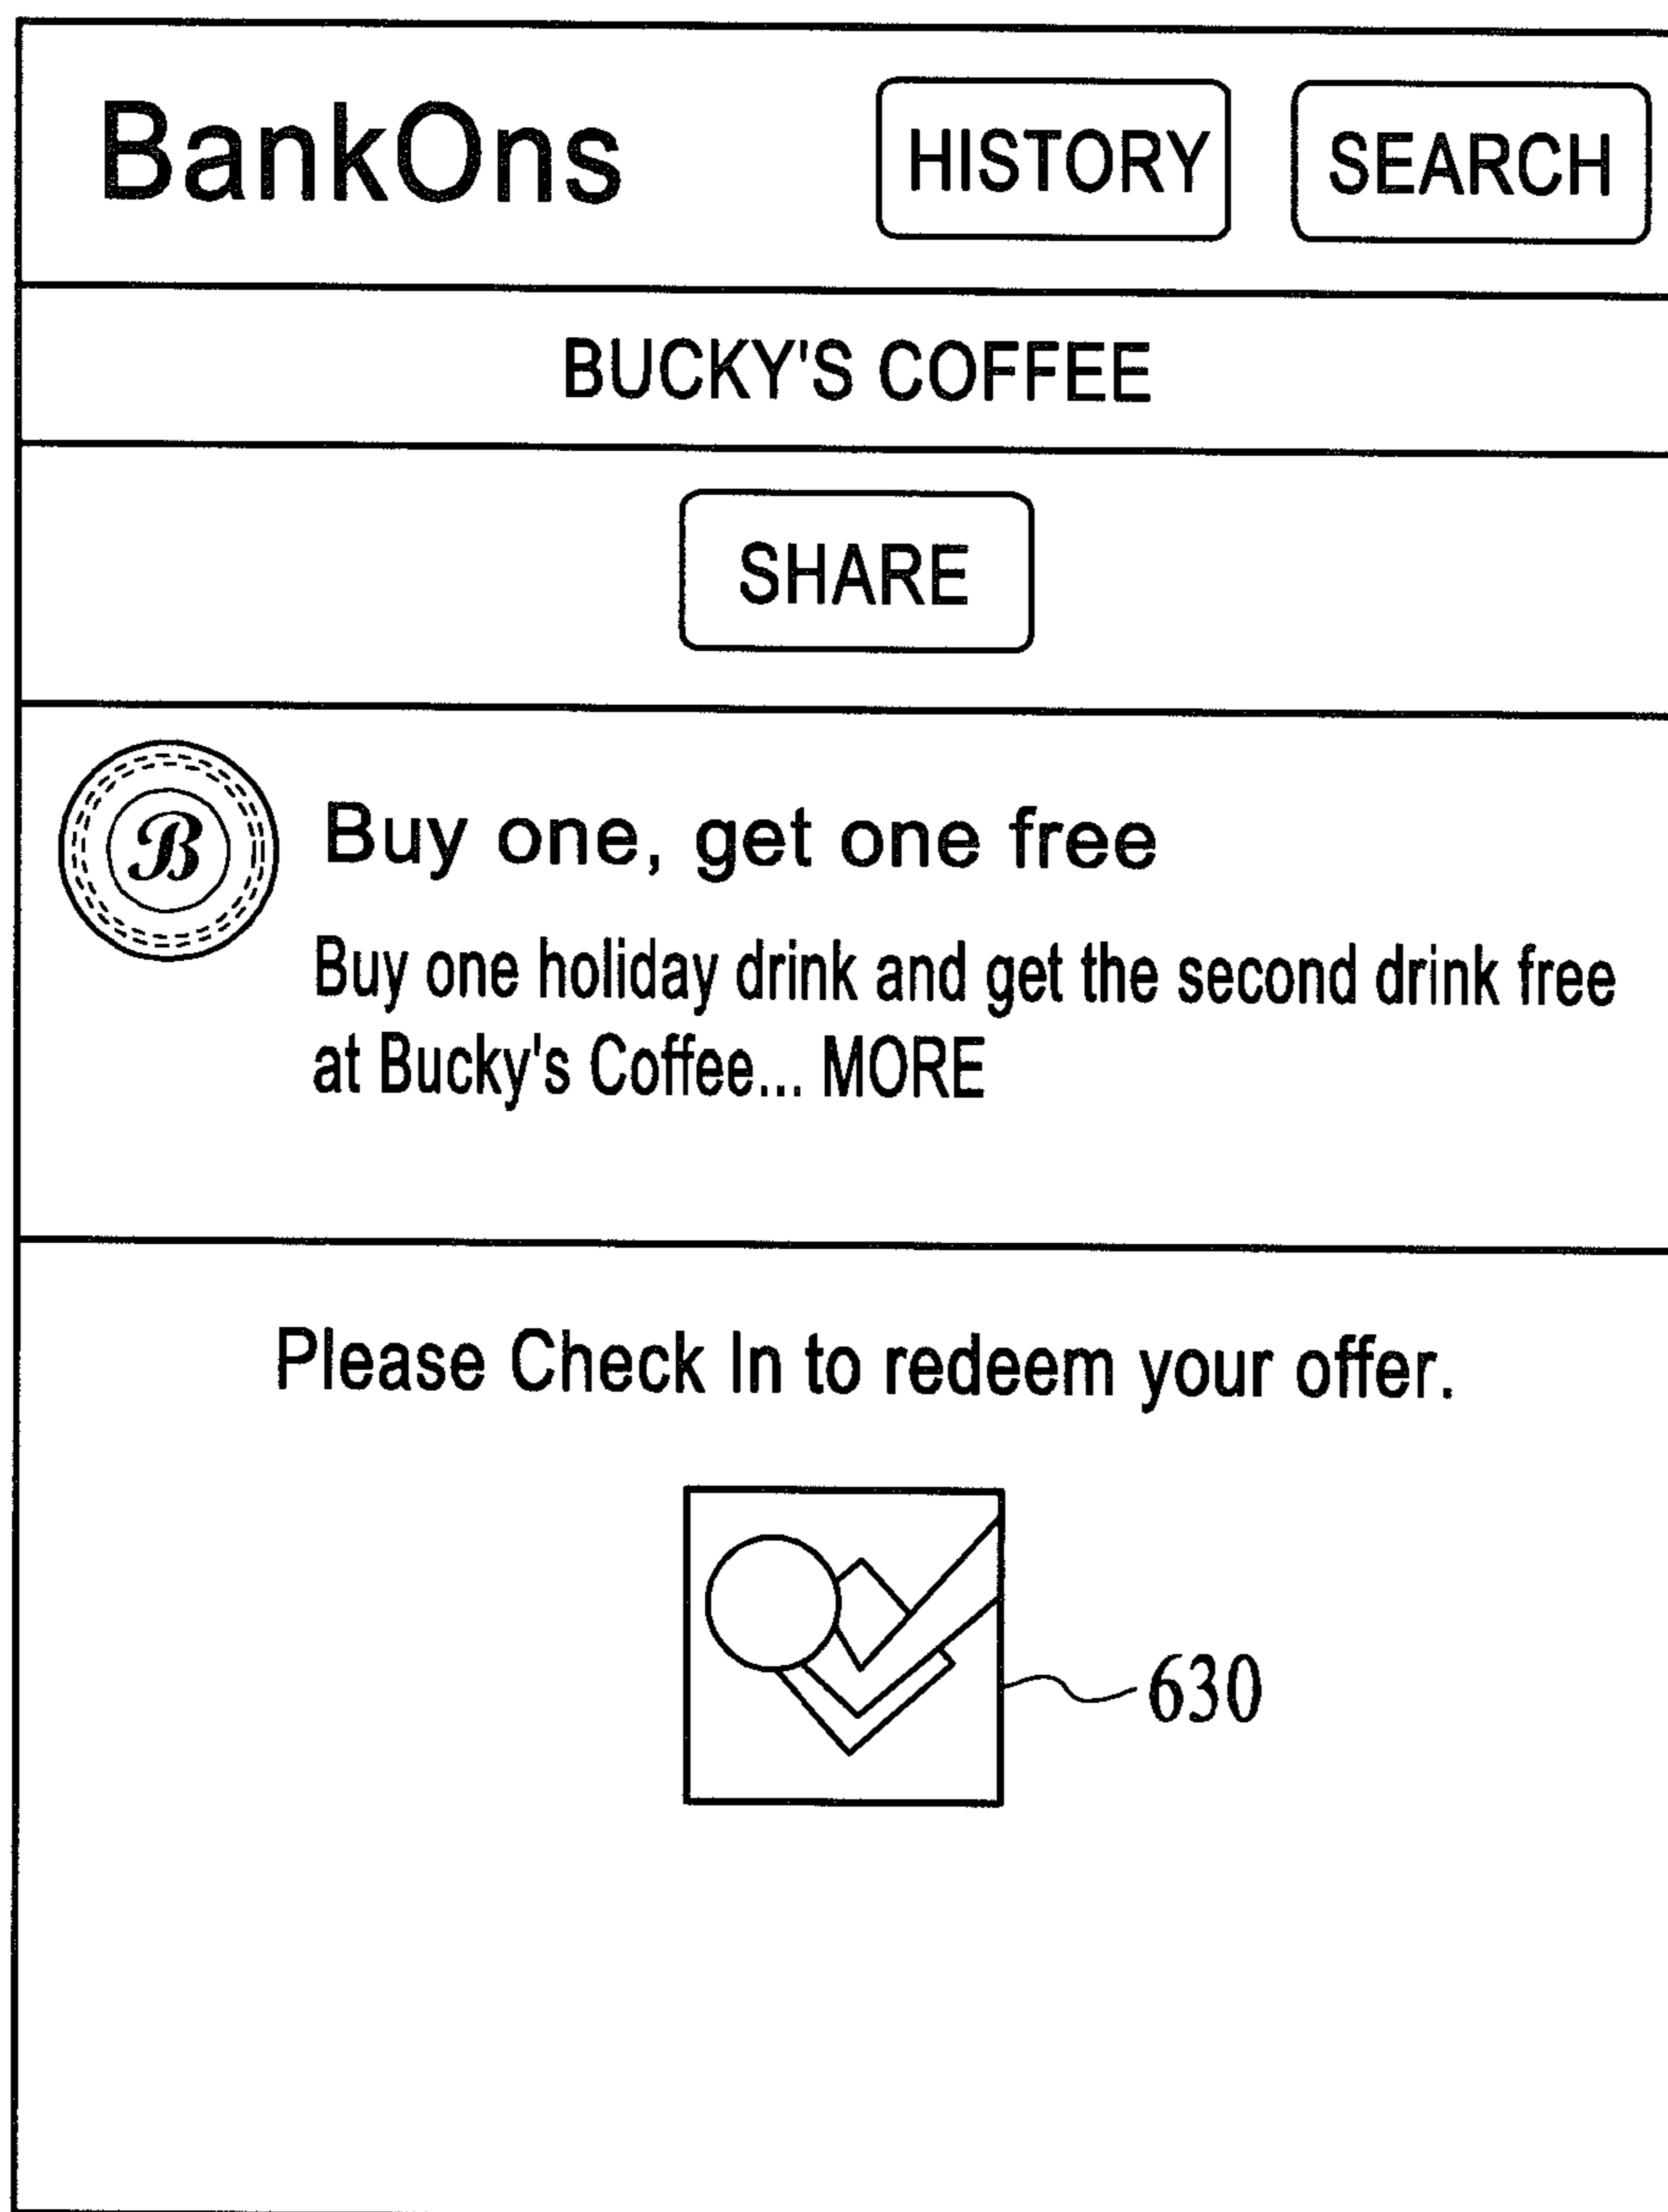 BankOns HISTORY SEARCH
BUCKY'S COFFEE
SHARE
B
Buy one, get one free
Buy one holiday drink and get the second drink free
at Bucky's Coffee... MORE
Please Check In to redeem your offer.
630